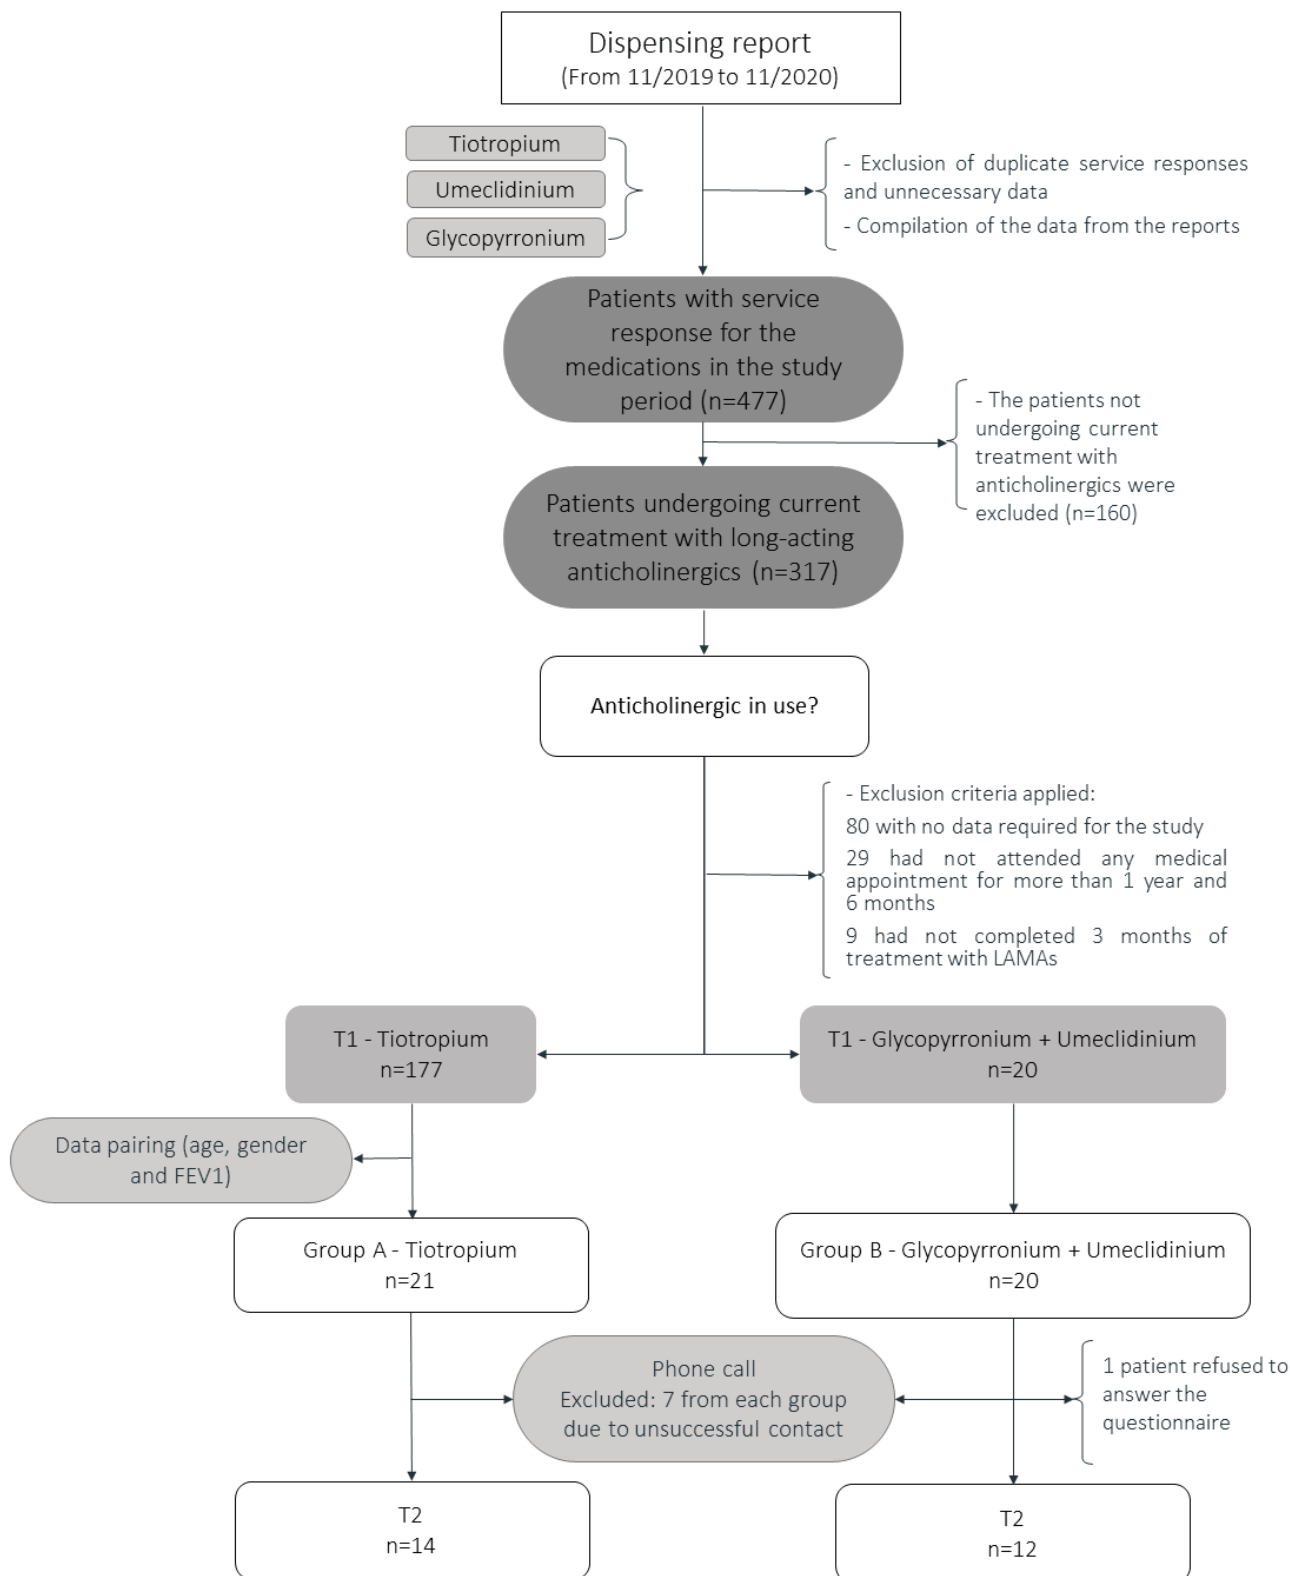 Dispensing report
(From 11/2019 to 11/2020)
Tiotropium
Umeclidinium
Glycopyrronium
- Exclusion of duplicate service responses
and unnecessary data
- Compilation of the data from the reports
Patients with service
response for the
medications in the study
period (n=477)
- The patients not
undergoing current
treatment with
anticholinergics were
excluded (n=160)
Patients undergoing current
treatment with long-acting
anticholinergics (n=317)
Anticholinergic in use?
- Exclusion criteria applied:
80 with no data required for the study
29 had not attended any medical
appointment for more than 1 year and
6 months
9 had not completed 3 months of
treatment with LAMAs
T1 - Tiotropium
n=177
T1 - Glycopyrronium + Umeclidinium
n=20
Data pairing (age, gender
and FEV1)
Group A - Tiotropium
n=21
Group B - Glycopyrronium + Umeclidinium
n=20
Phone call
Excluded: 7 from each group
due to unsuccessful contact
1 patient refused to
answer the
questionnaire
T2
n=14
T2
n=12